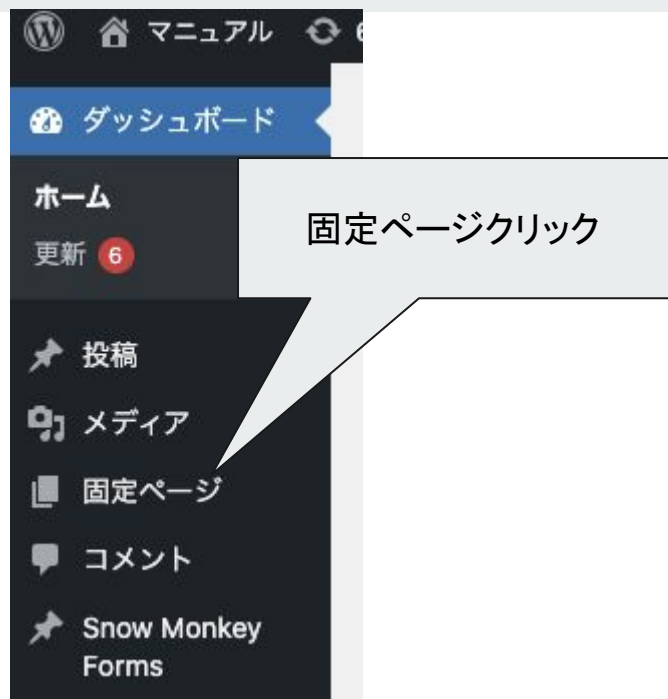 マニュアル 6
ダッシュボード
ホーム
固定ページクリック
更新 6
投稿
メディア
固定ページ
コメント
Snow Monkey
Forms